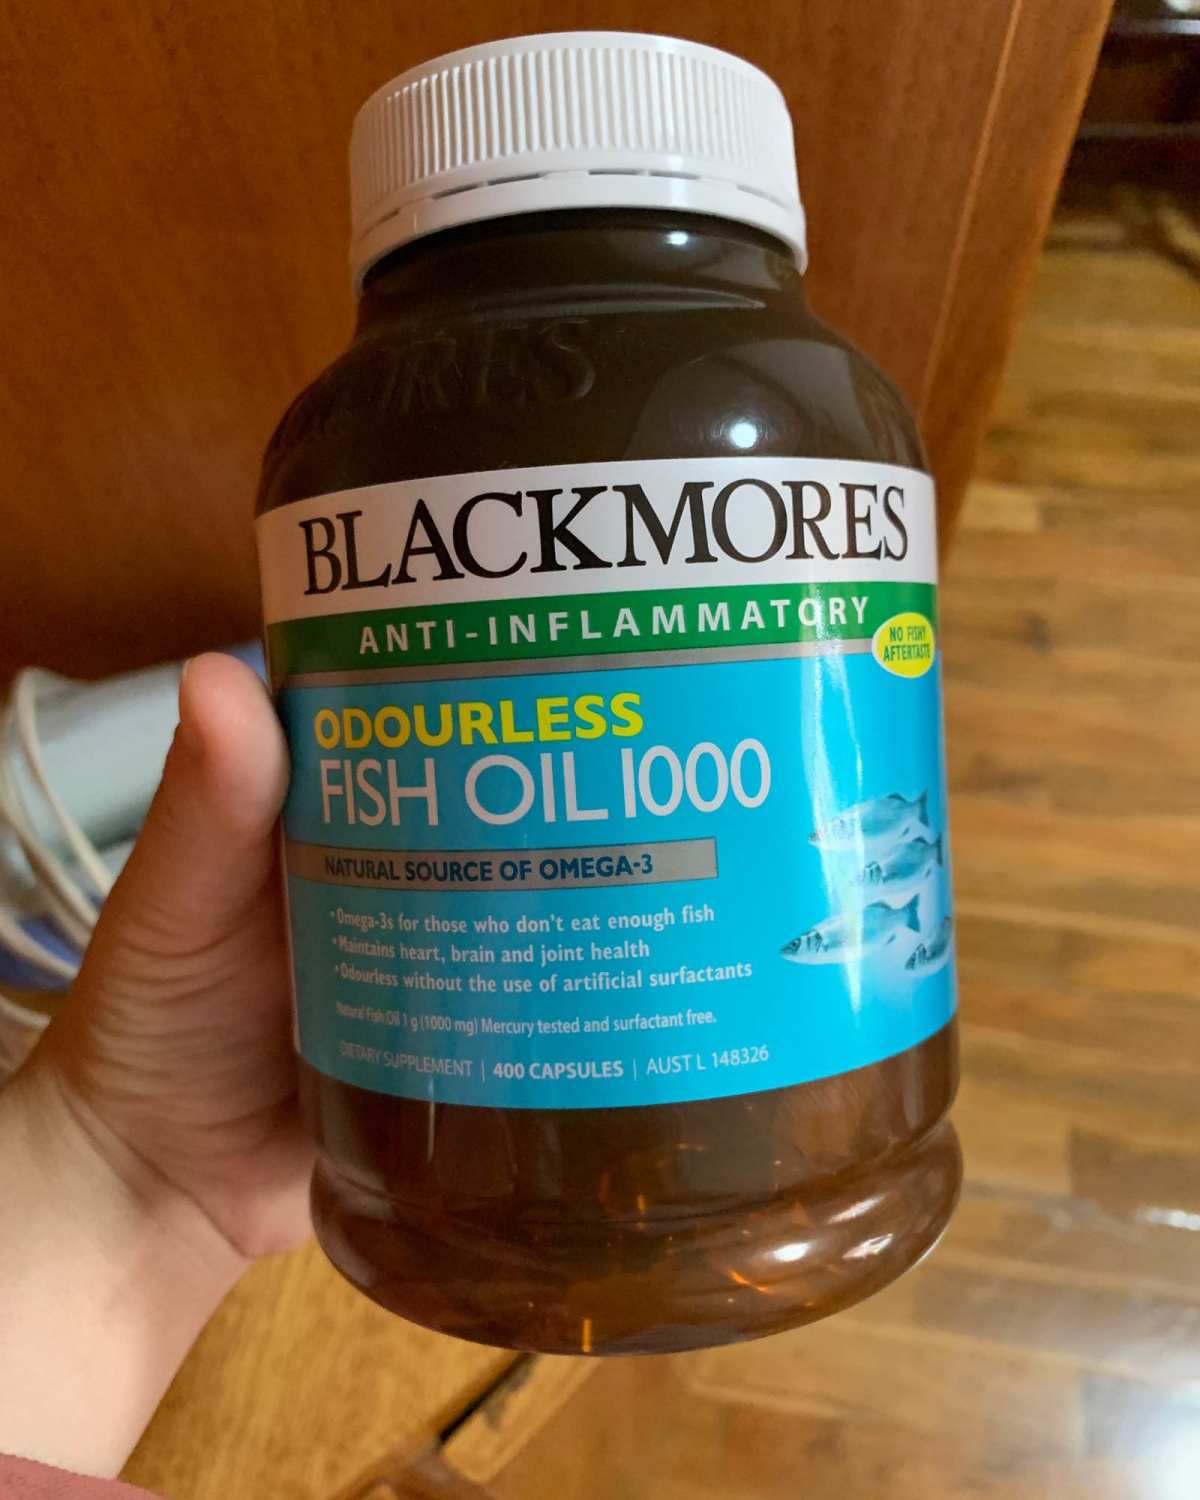 RES
BLACKMORES
ANTI-INFLAMMATORY
NO FISHY
AFTERTASTE
ODOURLESS
FISH OIL 1000
NATURAL SOURCE OF OMEGA-3
•Omega-3s for those who don't eat enough fish
•Maintains heart, brain and joint health
•Odourless without the use of artificial surfactants
Natural Fish Oil 1 g (1000 mg) Mercury tested and surfactant free.
DIETARY SUPPLEMENT | 400 CAPSULES | AUST L 148326